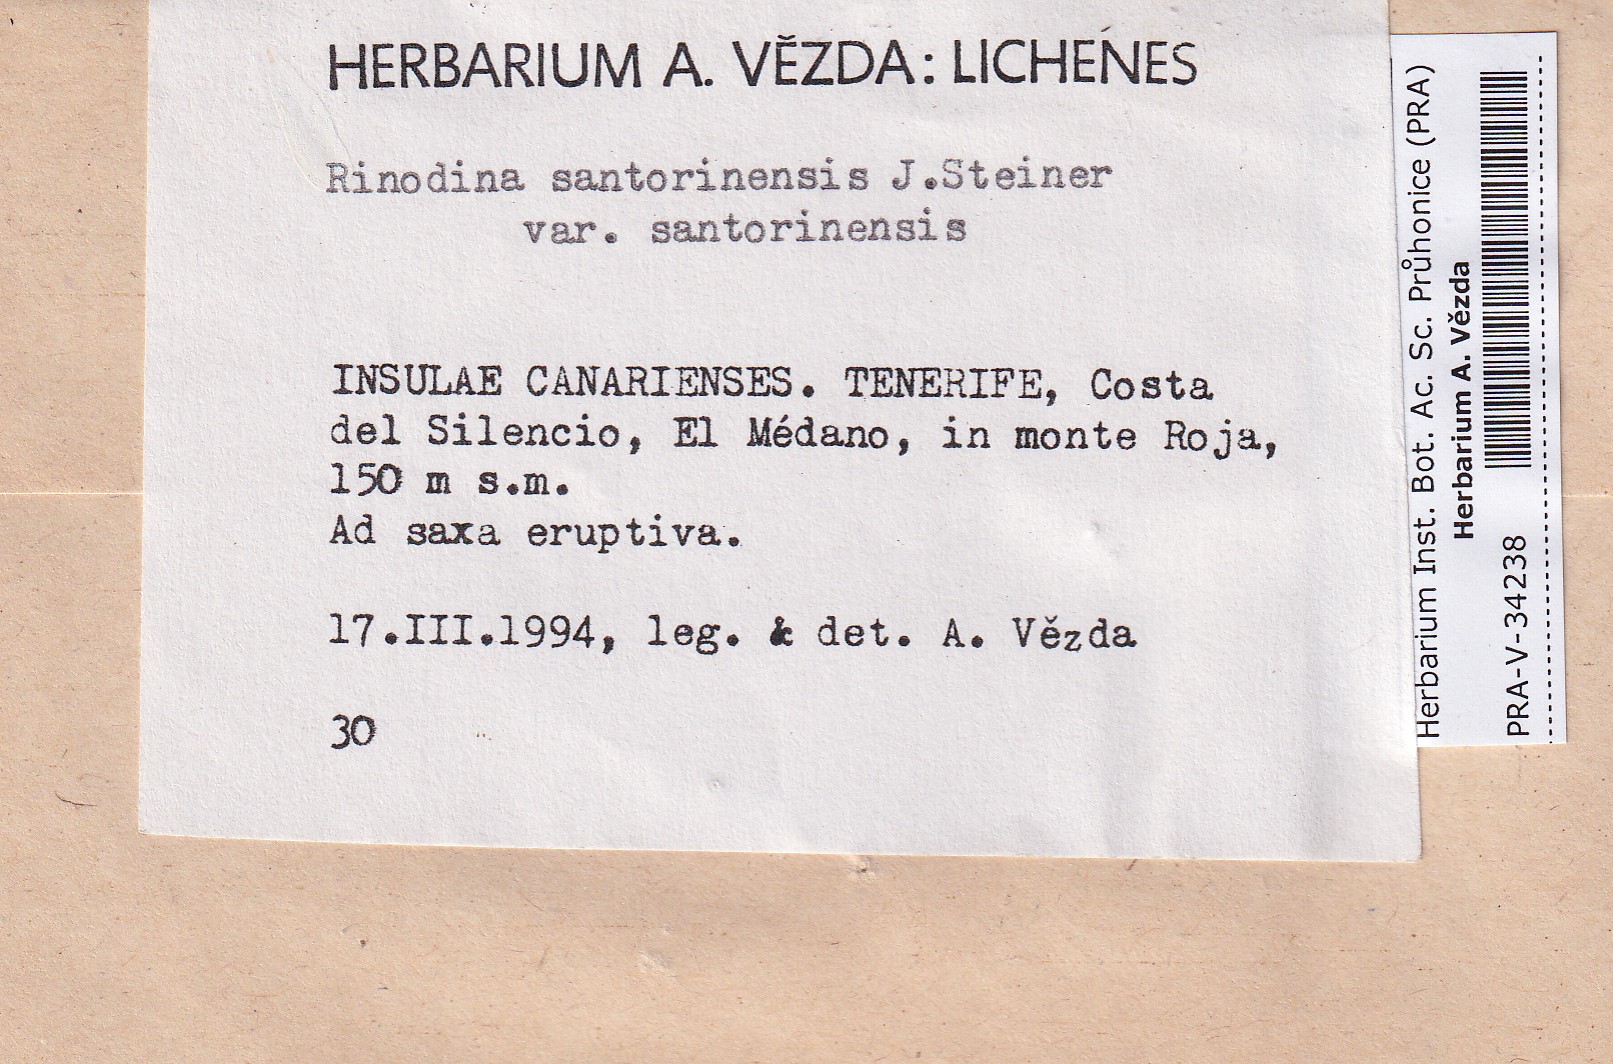 HERBARIUM A. VĚZDA: LICHENES
Rinodina santorinensis J.Steiner
var. santorinensis
INSULAE CANARIENSES. TENERIFE, Costa
del Silencio, El Médano, in monte Roja,
150 m s.m.
Ad saxa eruptiva.
17.III.1994, leg. & det. A. Vězda
30
Herbarium Inst. Bot. Ac. Sc. Průhonice (PRA)
Herbarium A. Vězda
PRA-V-34238